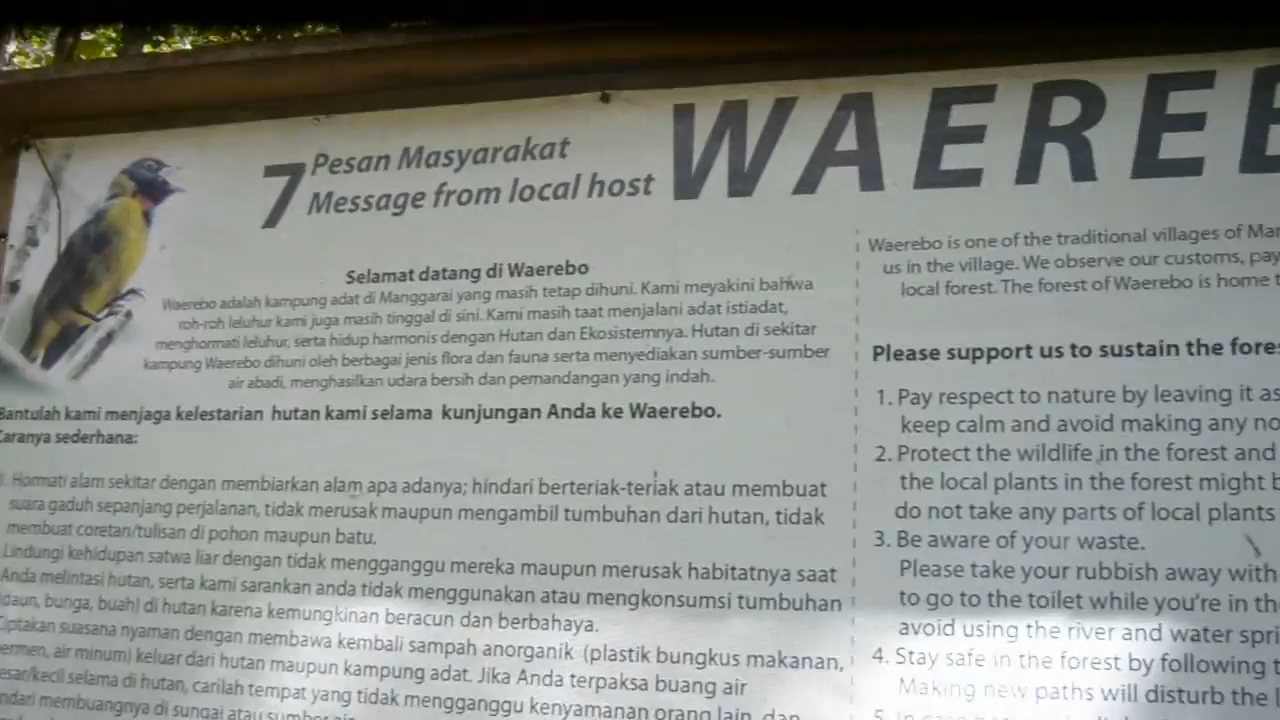 7 Pesan Masyarakat
Message from local host
WAEREB
Selamat datang di Waerebo
Waerebo adalah kampung adat di Manggarai yang masih tetap dihuni. Kami meyakini bahwa
roh-roh leluhur kami juga masih tinggal di sini. Kami masih taat menjalani adat istiadat,
menghormati leluhur, serta hidup harmonis dengan Hutan dan Ekosistemnya. Hutan di sekitar
kampung Waerebo dihuni oleh berbagai jenis flora dan fauna serta menyediakan sumber-sumber
air abadi, menghasilkan udara bersih dan pemandangan yang indah.
Bantulah kami menjaga kelestarian hutan kami selama kunjungan Anda ke Waerebo.
Caranya sederhana:
Hormati alam sekitar dengan membiarkan alam apa adanya; hindari berteriak-teriak atau membuat
suara gaduh sepanjang perjalanan, tidak merusak maupun mengambil tumbuhan dari hutan, tidak
membuat coretan/tulisan di pohon maupun batu.
Lindungi kehidupan satwa liar dengan tidak mengganggu mereka maupun merusak habitatnya saat
Anda melintasi hutan, serta kami sarankan anda tidak menggunakan atau mengkonsumsi tumbuhan
(daun, bunga, buah) di hutan karena kemungkinan beracun dan berbahaya.
Ciptakan suasana nyaman dengan membawa kembali sampah anorganik (plastik bungkus makanan,
permen, air minum) keluar dari hutan maupun kampung adat. Jika Anda terpaksa buang air
besar/kecil selama di hutan, carilah tempat yang tidak mengganggu kenyamanan orang lain, dan
hindari membuangnya di sungai atau sumber air
Waerebo is one of the traditional villages of Ma
us in the village. We observe our customs, pay
local forest. The forest of Waerebo is home
Please support us to sustain the fore
1. Pay respect to nature by leaving it as
keep calm and avoid making any no
2. Protect the wildlife in the forest and
the local plants in the forest might b
do not take any parts of local plants
3. Be aware of your waste.
Please take your rubbish away with
to go to the toilet while you're in th
avoid using the river and water spri
4. Stay safe in the forest by following t
Making new paths will disturb the l
5. In case